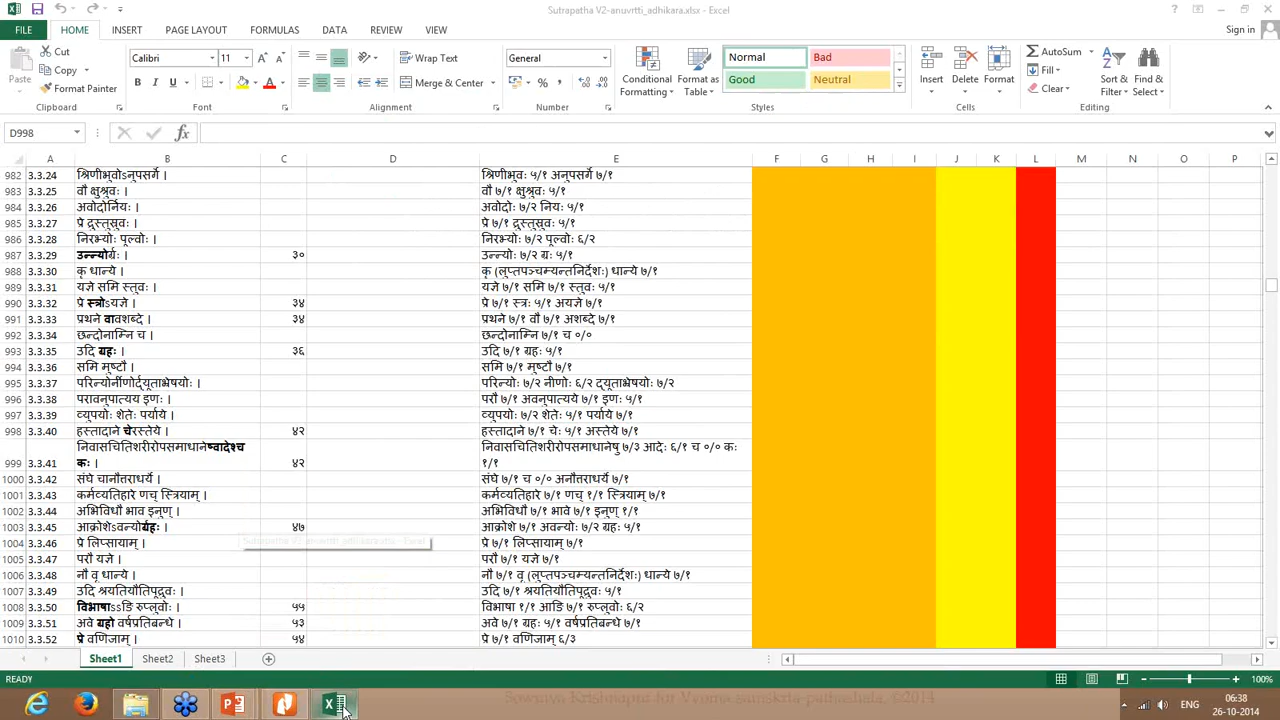 Sutrapatha V2-anuvrtti_adhikara.xlsx - Excel
FILE HOME INSERT PAGE LAYOUT FORMULAS DATA REVIEW VIEW Sign in
Paste Cut Copy Format Painter Clipboard
Calibri 11 B I U Font
Wrap Text Merge & Center Alignment
General % Number
Conditional Formatting Format as Table Normal Bad Good Neutral Styles
Insert Delete Format Cells
AutoSum Fill Clear Sort & Filter Find & Select Editing
D998 fx
A B C D E F G H I J K L M N O P
982 3.3.24 श्रिणीभुवोऽनुपसर्गे । श्रिणीभुवः ५/१ अनुपसर्गे ७/१
983 3.3.25 वौ क्षुश्रुवः । वौ ७/१ क्षुश्रुवः ५/१
984 3.3.26 अवोदोर्नियः । अवोदोः ७/२ नियः ५/१
985 3.3.27 प्रे द्रुस्तुस्रुवः । प्रे ७/१ द्रुस्तुस्रुवः ५/१
986 3.3.28 निरभ्योः पूल्वोः । निरभ्योः ७/२ पूल्वोः ६/२
987 3.3.29 उन्न्योर्ग्रः । ३० उन्न्योः ७/२ ग्रः ५/१
988 3.3.30 कॄ धान्ये । कॄ (लुप्तपञ्चम्यन्तनिर्देशः) धान्ये ७/१
989 3.3.31 यज्ञे समि स्तुवः । यज्ञे ७/१ समि ७/१ स्तुवः ५/१
990 3.3.32 प्रे स्त्रोऽयज्ञे । ३४ प्रे ७/१ स्त्रः ५/१ अयज्ञे ७/१
991 3.3.33 प्रथने वावशब्दे । ३४ प्रथने ७/१ वौ ७/१ अशब्दे ७/१
992 3.3.34 छन्दोनाम्नि च । छन्दोनाम्नि ७/१ च ०/०
993 3.3.35 उदि ग्रहः । ३६ उदि ७/१ ग्रहः ५/१
994 3.3.36 समि मुष्टौ । समि ७/१ मुष्टौ ७/१
995 3.3.37 परिन्योर्नीणोर्द्यूताभ्रेषयोः । परिन्योः ७/२ नीणोः ६/२ द्यूताभ्रेषयोः ७/२
996 3.3.38 परावनुपात्यय इणः । परौ ७/१ अवनुपात्यये ७/१ इणः ५/१
997 3.3.39 व्युपयोः शेतेः पर्याये । व्युपयोः ७/२ शेतेः ५/१ पर्याये ७/१
998 3.3.40 हस्तादाने चेरस्तेये । ४२ हस्तादाने ७/१ चेः ५/१ अस्तेये ७/१
999 3.3.41 निवासचितिशरीरोपसमाधानेष्वादेश्च कः । ४२ निवासचितिशरीरोपसमाधानेषु ७/३ आदेः ६/१ च ०/० कः १/१
1000 3.3.42 संघे चानौत्तराधर्ये । संघे ७/१ च ०/० अनौत्तराधर्ये ७/१
1001 3.3.43 कर्मव्यतिहारे णच् स्त्रियाम् । कर्मव्यतिहारे ७/१ णच् १/१ स्त्रियाम् ७/१
1002 3.3.44 अभिविधौ भाव इनुण् । अभिविधौ ७/१ भावे ७/१ इनुण् १/१
1003 3.3.45 आक्रोशेऽवन्योर्ग्रहः । ४७ आक्रोशे ७/१ अवन्योः ७/२ ग्रहः ५/१
Sutrapatha V2-anuvrtti_adhikara.xlsx - Excel
1004 3.3.46 प्रे लिप्सायाम् । प्रे ७/१ लिप्सायाम् ७/१
1005 3.3.47 परौ यज्ञे । परौ ७/१ यज्ञे ७/१
1006 3.3.48 नौ वृ धान्ये । नौ ७/१ वृ (लुप्तपञ्चम्यन्तनिर्देशः) धान्ये ७/१
1007 3.3.49 उदि श्रयतियौतिपूद्रुवः । उदि ७/१ श्रयतियौतिपूद्रुवः ५/१
1008 3.3.50 विभाषाऽऽङि रुप्लुवोः । ५५ विभाषा १/१ आङि ७/१ रुप्लुवोः ६/२
1009 3.3.51 अवे ग्रहो वर्षप्रतिबन्धे । ५३ अवे ७/१ ग्रहः ५/१ वर्षप्रतिबन्धे ७/१
1010 3.3.52 प्रे वणिजाम् । ५४ प्रे ७/१ वणिजाम् ६/३
Sheet1 Sheet2 Sheet3
READY 100%
Sowmya Krishnapur for Vyoma-samskrta-pathashala, ©2014
ENG 06:38
26-10-2014